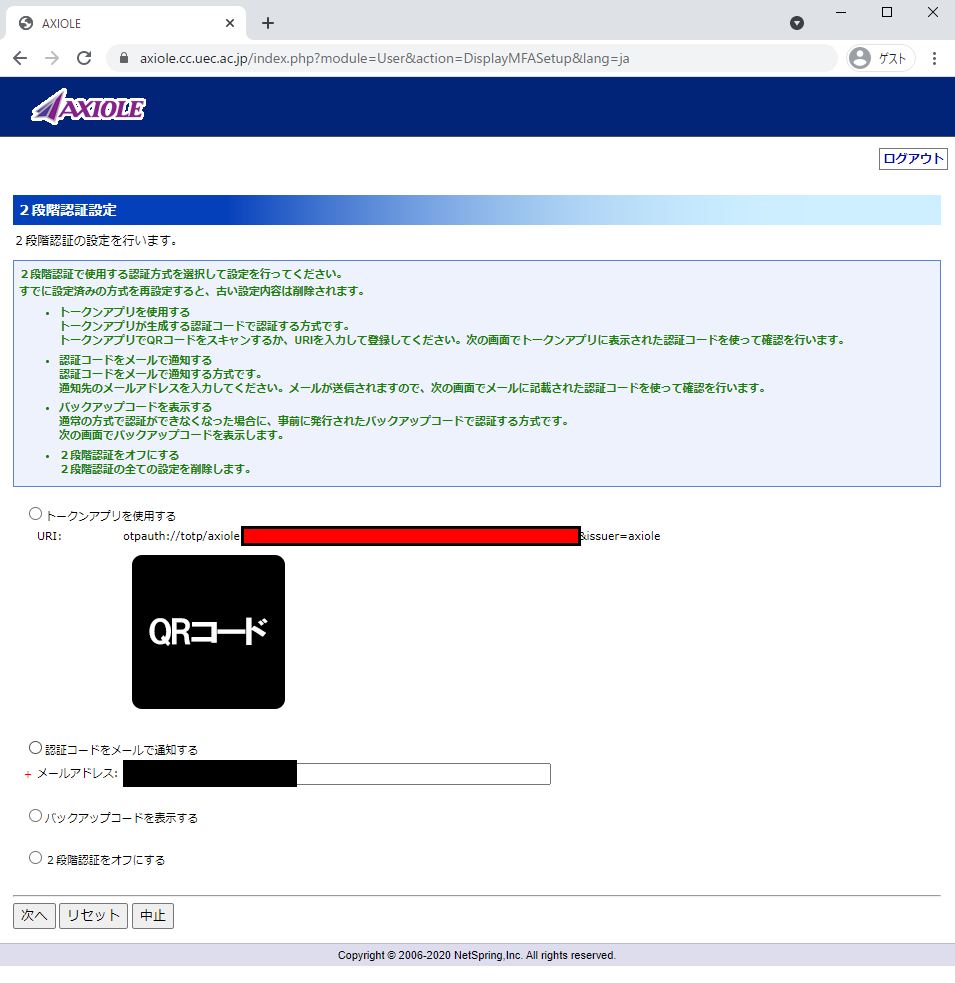 AXIOLE
axiole.cc.uec.ac.jp/index.php?module=User&action=DisplayMFASetup&lang=ja
ゲスト
AXIOLE
ログアウト
２段階認証設定
２段階認証の設定を行います。
２段階認証で使用する認証方式を選択して設定を行ってください。
すでに設定済みの方式を再設定すると、古い設定内容は削除されます。
• トークンアプリを使用する
トークンアプリが生成する認証コードで認証する方式です。
トークンアプリでQRコードをスキャンするか、URIを入力して登録してください。次の画面でトークンアプリに表示された認証コードを使って確認を行います。
• 認証コードをメールで通知する
認証コードをメールで通知する方式です。
通知先のメールアドレスを入力してください。メールが送信されますので、次の画面でメールに記載された認証コードを使って確認を行います。
• バックアップコードを表示する
通常の方式で認証ができなくなった場合に、事前に発行されたバックアップコードで認証する方式です。
次の画面でバックアップコードを表示します。
• ２段階認証をオフにする
２段階認証の全ての設定を削除します。
トークンアプリを使用する
URI: otpauth://totp/axiole &issuer=axiole
QRコード
認証コードをメールで通知する
+ メールアドレス:
バックアップコードを表示する
２段階認証をオフにする
次へ リセット 中止
Copyright © 2006-2020 NetSpring,Inc. All rights reserved.